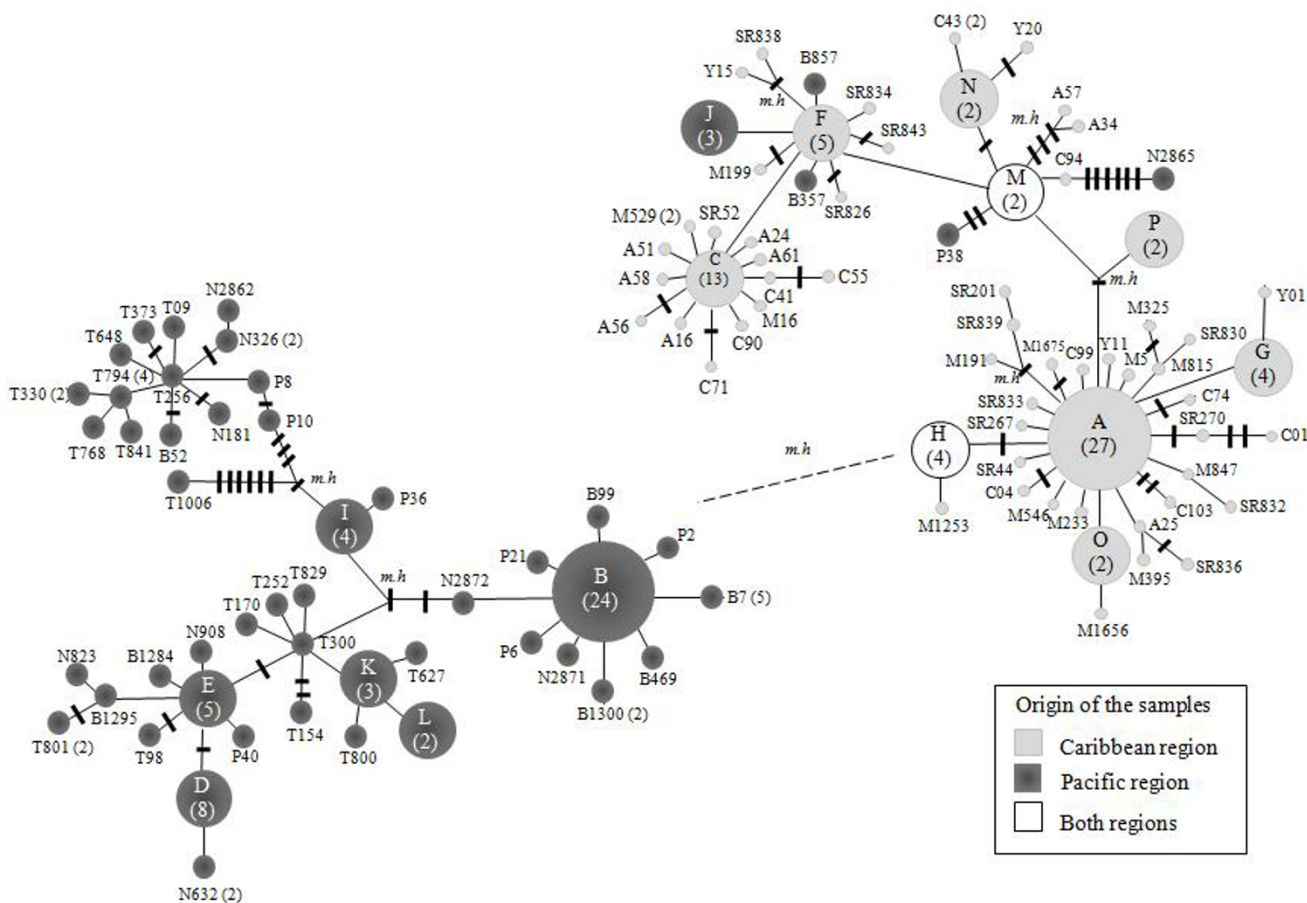 C43 (2)
Y20
SR838
B857
Y15
N
(2)
A57
A34
m.h
J
(3)
m.h
F
(5)
SR834
SR843
M199
B357
SR826
C94
N2865
M
(2)
P38
P
(2)
m.h
M529 (2)
SR52
A24
A51
A61
C
(13)
A58
C55
C41
M16
A56
A16
C90
C71
SR201
M325
Y01
SR839
SR830
M191
M1675
C99
Y11
M5
M815
G
(4)
m.h
C74
SR833
SR270
C01
SR267
A
(27)
H
(4)
SR44
M847
C04
C103
SR832
M546
M233
A25
M1253
O
(2)
M395
SR836
M1656
m.h
N2862
T373
T09
N326 (2)
T648
T794 (4)
P8
T330 (2)
T256
P10
T768
T841
N181
B52
m.h
T1006
P36
I
(4)
B99
P2
P21
B
(24)
B7 (5)
m.h
N2872
P6
N2871
B469
B1300 (2)
T829
T252
T170
T300
N908
N823
B1284
K
(3)
T627
E
(5)
B1295
L
(2)
T801 (2)
T98
P40
T154
T800
D
(8)
N632 (2)
Origin of the samples
Caribbean region
Pacific region
Both regions